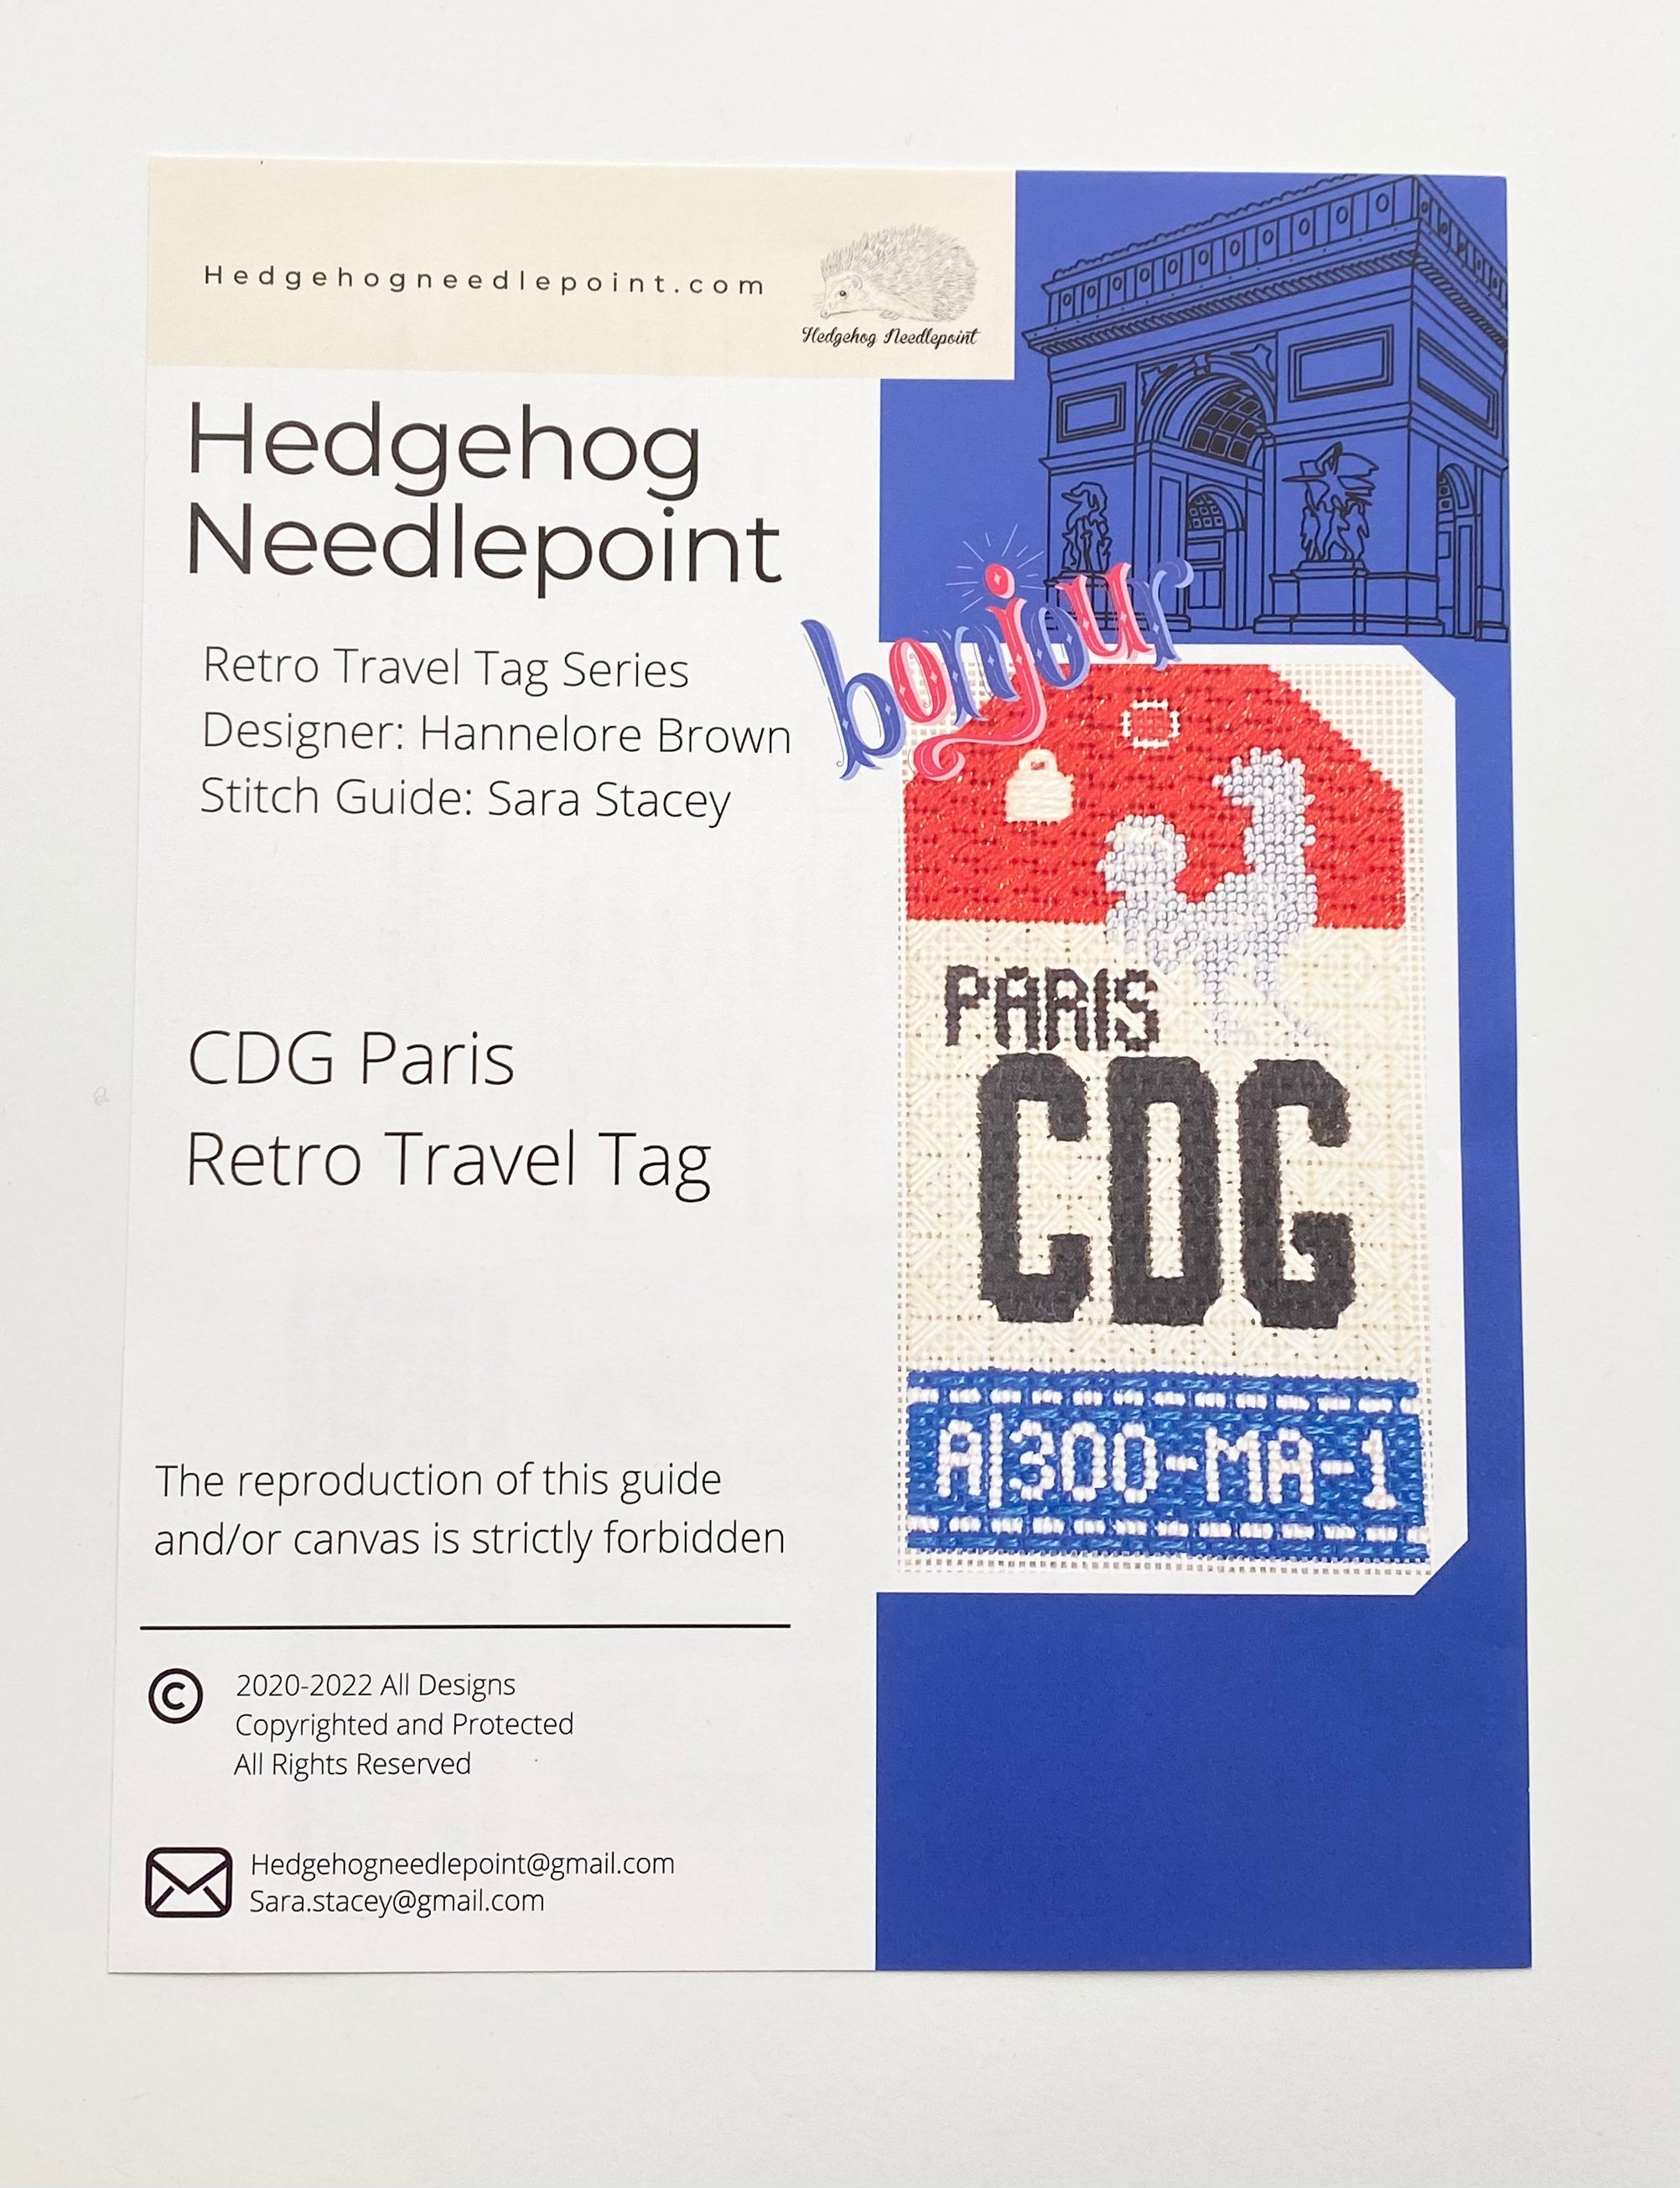 Hedgehogneedlepoint.com
Hedgehog Needlepoint
Hedgehog
Needlepoint
Retro Travel Tag Series
Designer: Hannelore Brown
Stitch Guide: Sara Stacey
bonjour
CDG Paris
Retro Travel Tag
PARIS
CDG
A|300-MA-1
The reproduction of this guide
and/or canvas is strictly forbidden
© 2020-2022 All Designs
Copyrighted and Protected
All Rights Reserved
Hedgehogneedlepoint@gmail.com
Sara.stacey@gmail.com